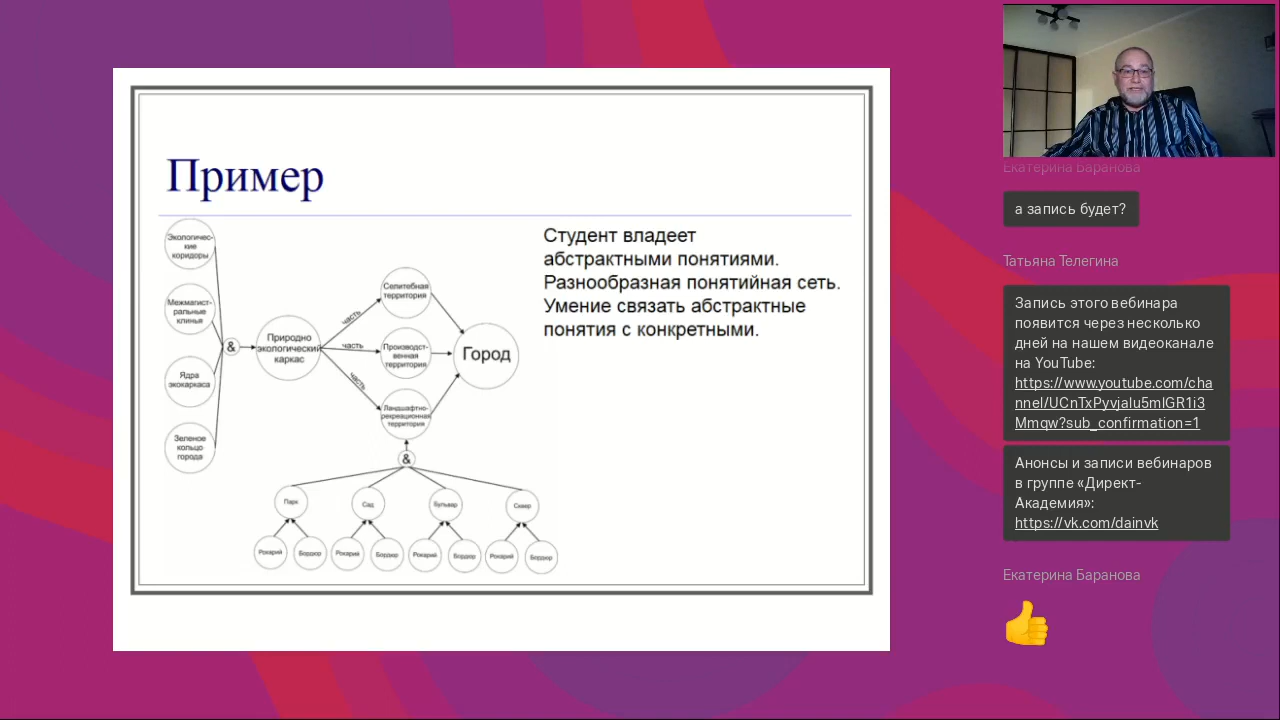 Пример
Экологичес-
кие
коридоры
Межмагист-
ральные
клинья
Ядра
экокаркаса
Зеленое
кольцо
города
&
Природно
экологический
каркас
часть
часть
часть
Селитебная
территория
Производст-
венная
территория
Ландшафтно-
рекреационная
территория
Город
&
Парк
Сад
Бульвар
Сквер
Рокарий
Бордюр
Рокарий
Бордюр
Рокарий
Бордюр
Рокарий
Бордюр
Студент владеет
абстрактными понятиями.
Разнообразная понятийная сеть.
Умение связать абстрактные
понятия с конкретными.
Екатерина Баранова
а запись будет?
Татьяна Телегина
Запись этого вебинара
появится через несколько
дней на нашем видеоканале
на YouTube:
https://www.youtube.com/cha
nnel/UCnTxPyvjalu5mIGR1i3
Mmqw?sub_confirmation=1
Анонсы и записи вебинаров
в группе «Директ-
Академия»:
https://vk.com/dainvk
Екатерина Баранова